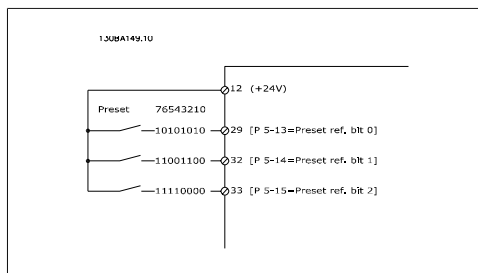 130BA149.10
12 (+24V)
Preset 76543210
10101010 29 [P 5-13=Preset ref. bit 0]
11001100 32 [P 5-14=Preset ref. bit 1]
11110000 33 [P 5-15=Preset ref. bit 2]